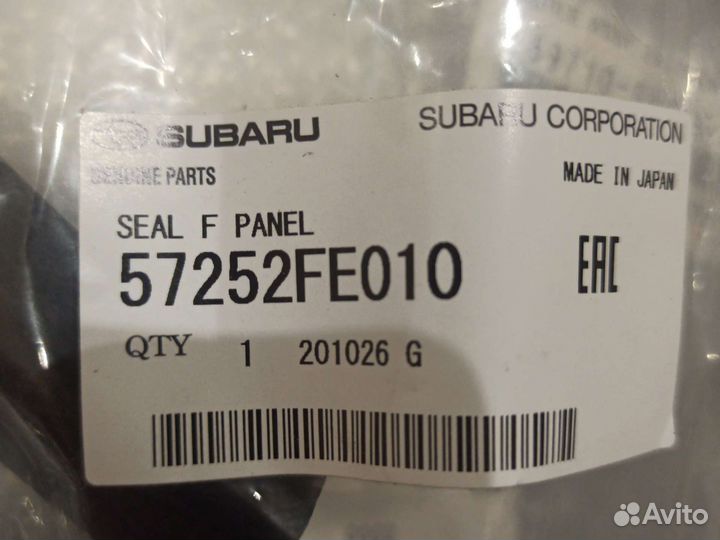 SUBARU
SUBARU CORPORATION
GENUINE PARTS
MADE IN JAPAN
SEAL F PANEL
57252FE010
EAC
QTY 1 201026 G
Avito